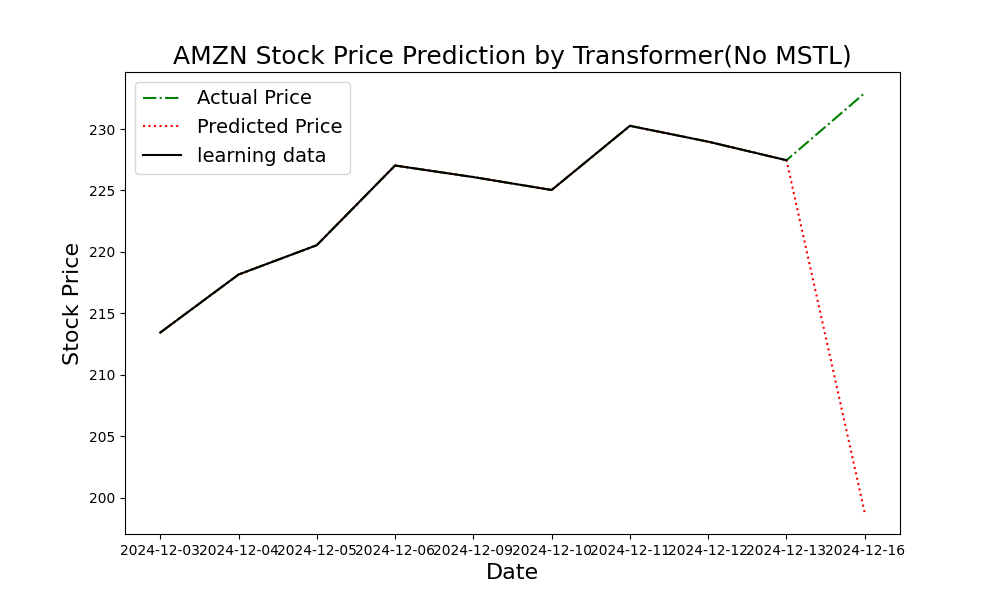 AMZN Stock Price Prediction by Transformer(No MSTL)
Actual Price
Predicted Price
learning data
Stock Price
230
225
220
215
210
205
200
2024-12-03
2024-12-04
2024-12-05
2024-12-06
2024-12-09
2024-12-10
2024-12-11
2024-12-12
2024-12-13
2024-12-16
Date